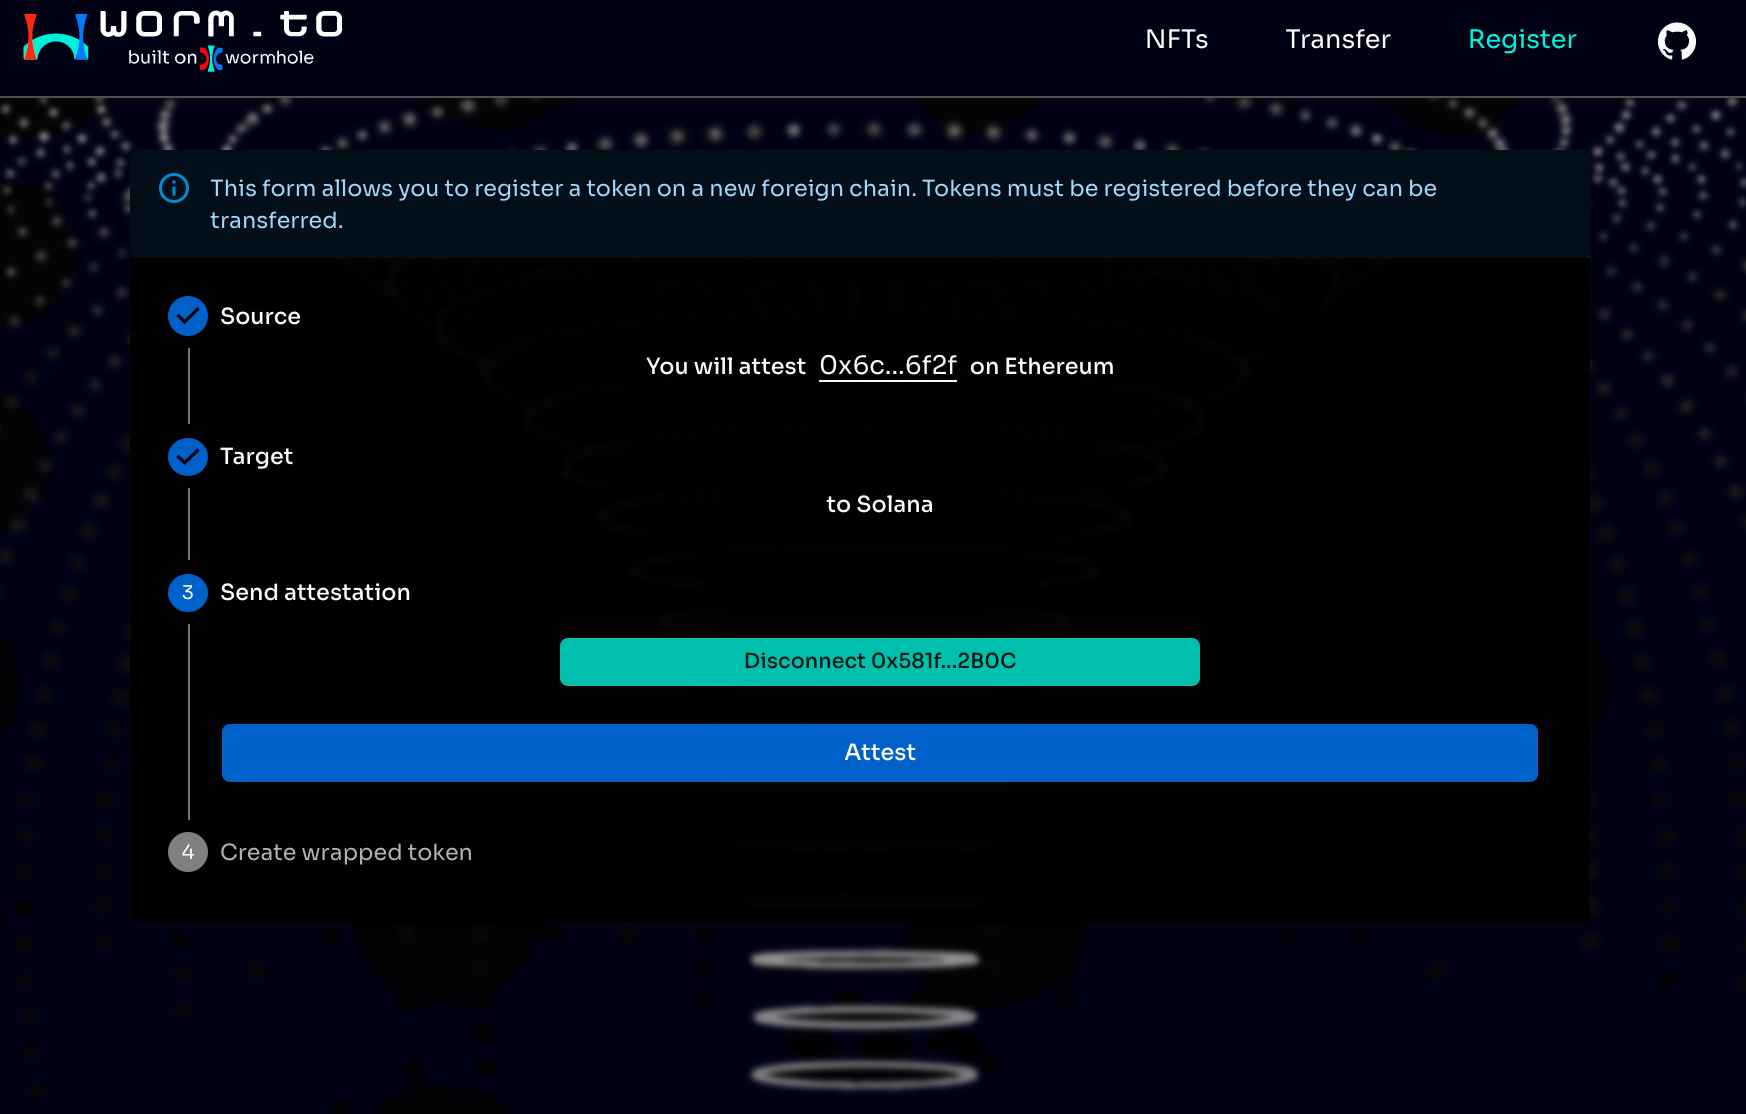 worm.to
built on wormhole
NFTs
Transfer
Register
This form allows you to register a token on a new foreign chain. Tokens must be registered before they can be
transferred.
Source
You will attest 0x6c...6f2f on Ethereum
Target
to Solana
3 Send attestation
Disconnect 0x581f...2B0C
Attest
4 Create wrapped token